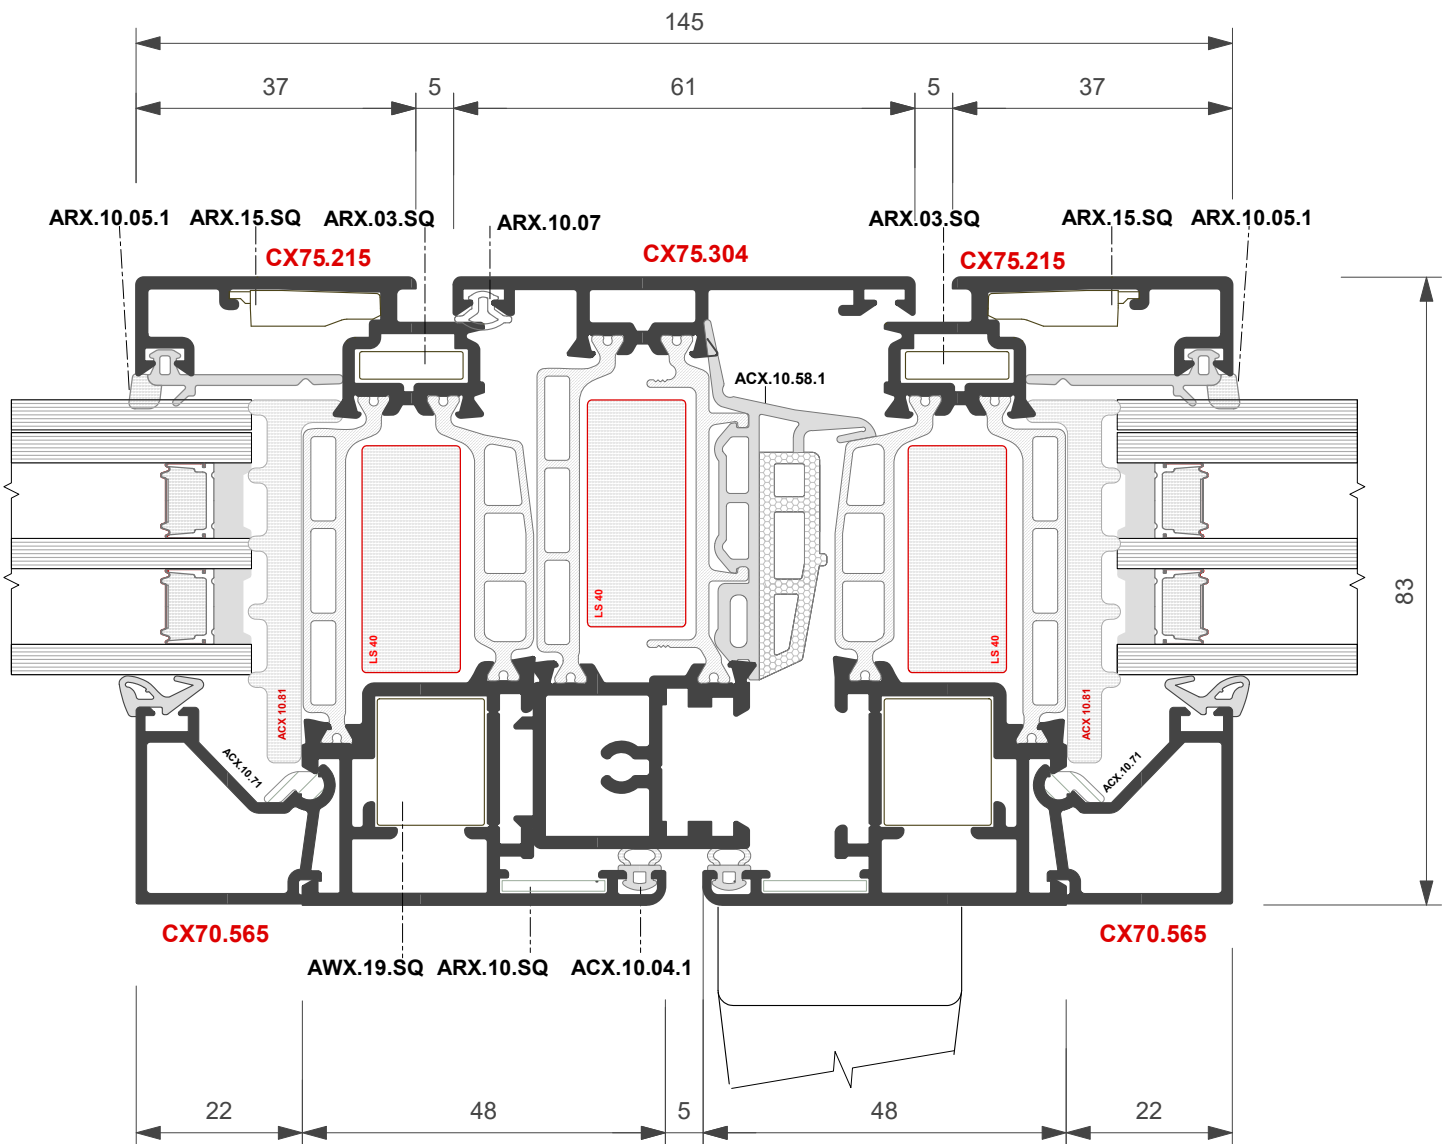 145
37 5 61 5 37
ARX.10.05.1 ARX.15.SQ ARX.03.SQ ARX.10.07 ARX.03.SQ ARX.15.SQ ARX.10.05.1
CX75.215 CX75.304 CX75.215
ACX.10.58.1
83
LS 40
LS 40
LS 40
ACX 10.81
ACX 10.81
ACX.10.71
ACX.10.71
CX70.565 CX70.565
AWX.19.SQ ARX.10.SQ ACX.10.04.1
22 48 5 48 22